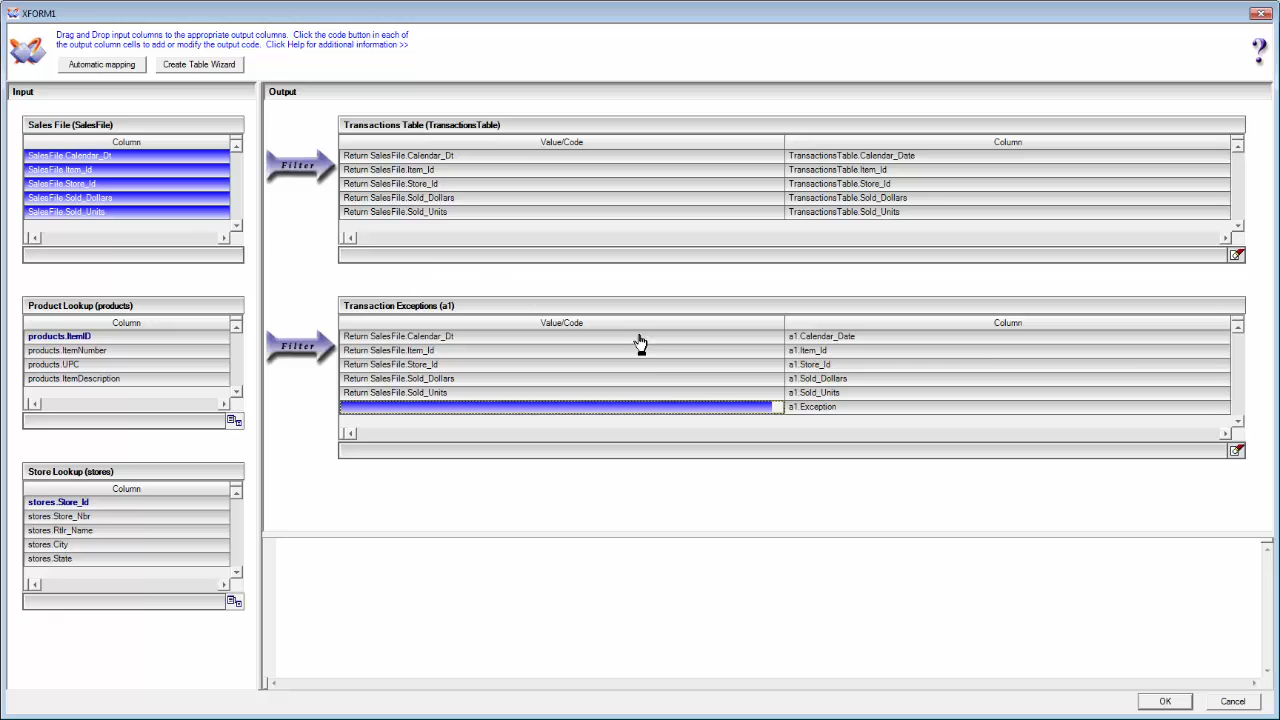 XFORM1
Drag and Drop input columns to the appropriate output columns. Click the code button in each of
the output column cells to add or modify the output code. Click Help for additional information >>
Automatic mapping
Create Table Wizard
?
Input
Output
Sales File (SalesFile)
Column
SalesFile.Calendar_Dt
SalesFile.Item_Id
SalesFile.Store_Id
SalesFile.Sold_Dollars
SalesFile.Sold_Units
Filter
Transactions Table (TransactionsTable)
Value/Code Column
Return SalesFile.Calendar_Dt TransactionsTable.Calendar_Date
Return SalesFile.Item_Id TransactionsTable.Item_Id
Return SalesFile.Store_Id TransactionsTable.Store_Id
Return SalesFile.Sold_Dollars TransactionsTable.Sold_Dollars
Return SalesFile.Sold_Units TransactionsTable.Sold_Units
Product Lookup (products)
Column
products.ItemID
products.ItemNumber
products.UPC
products.ItemDescription
Filter
Transaction Exceptions (a1)
Value/Code Column
Return SalesFile.Calendar_Dt a1.Calendar_Date
Return SalesFile.Item_Id a1.Item_Id
Return SalesFile.Store_Id a1.Store_Id
Return SalesFile.Sold_Dollars a1.Sold_Dollars
Return SalesFile.Sold_Units a1.Sold_Units
a1.Exception
Store Lookup (stores)
Column
stores.Store_Id
stores.Store_Nbr
stores.Rtlr_Name
stores.City
stores.State
OK
Cancel